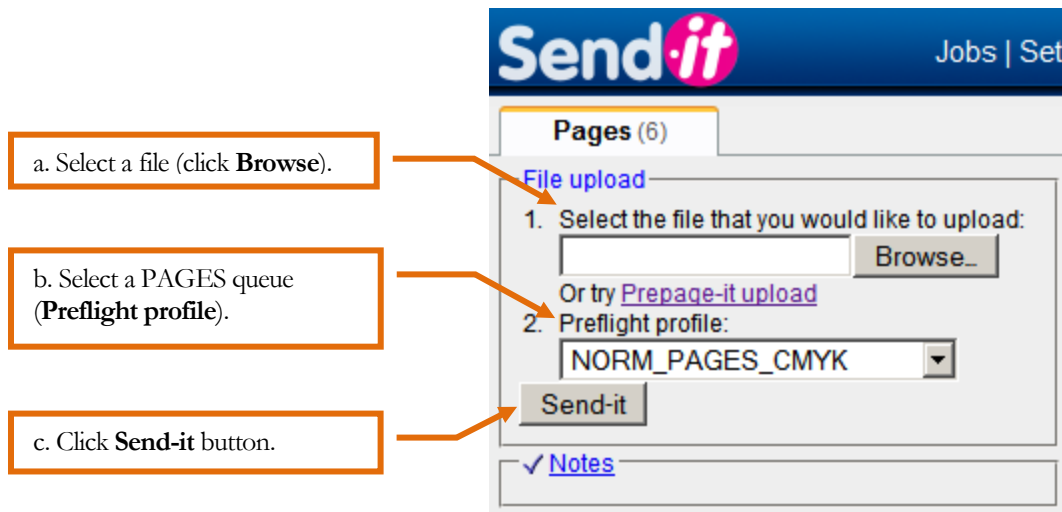 Send-it
Jobs | Set
Pages (6)
a. Select a file (click Browse).
File upload
1. Select the file that you would like to upload:
Browse...
b. Select a PAGES queue
(Preflight profile).
Or try Prepage-it upload
2. Preflight profile:
NORM_PAGES_CMYK
Send-it
c. Click Send-it button.
Notes